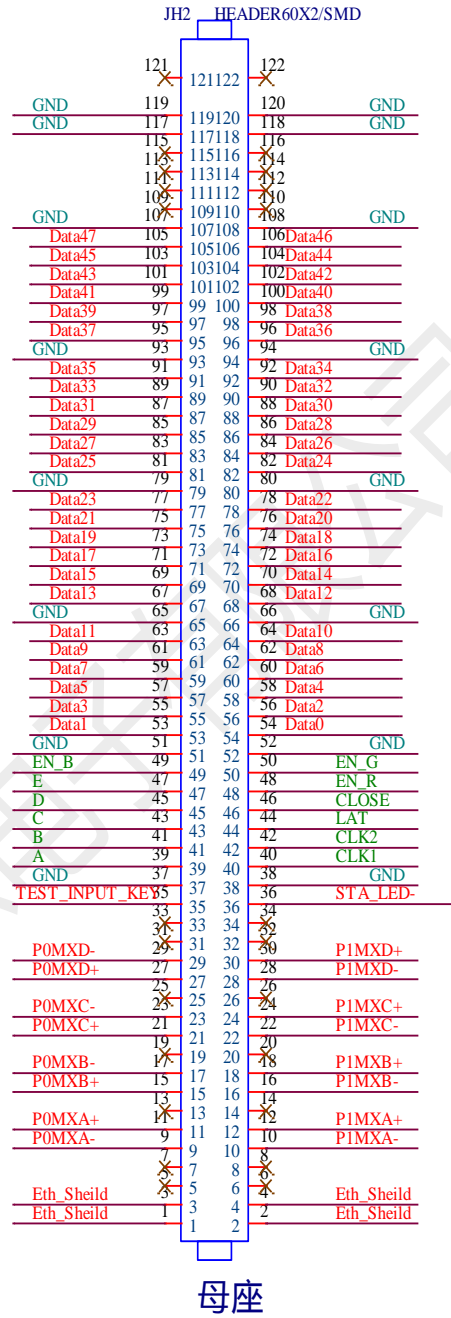 JH2 HEADER60X2/SMD
121 121122 122
GND 119 119120 120 GND
GND 117 117118 118 GND
115 115116 116
113 113114 114
111 111112 112
109 109110 110
GND 107 107108 108 GND
Data47 105 105106 106 Data46
Data45 103 103104 104 Data44
Data43 101 101102 102 Data42
Data41 99 99 100 100 Data40
Data39 97 97 98 98 Data38
Data37 95 95 96 96 Data36
GND 93 93 94 94 GND
Data35 91 91 92 92 Data34
Data33 89 89 90 90 Data32
Data31 87 87 88 88 Data30
Data29 85 85 86 86 Data28
Data27 83 83 84 84 Data26
Data25 81 81 82 82 Data24
GND 79 79 80 80 GND
Data23 77 77 78 78 Data22
Data21 75 75 76 76 Data20
Data19 73 73 74 74 Data18
Data17 71 71 72 72 Data16
Data15 69 69 70 70 Data14
Data13 67 67 68 68 Data12
GND 65 65 66 66 GND
Data11 63 63 64 64 Data10
Data9 61 61 62 62 Data8
Data7 59 59 60 60 Data6
Data5 57 57 58 58 Data4
Data3 55 55 56 56 Data2
Data1 53 53 54 54 Data0
GND 51 51 52 52 GND
EN_B 49 49 50 50 EN_G
E 47 47 48 48 EN_R
D 45 45 46 46 CLOSE
C 43 43 44 44 LAT
B 41 41 42 42 CLK2
A 39 39 40 40 CLK1
GND 37 37 38 38 GND
TEST_INPUT_KEY 35 35 36 36 STA_LED-
33 33 34 34
31 31 32 32
P0MXD- 29 29 30 30 P1MXD+
P0MXD+ 27 27 28 28 P1MXD-
25 25 26 26
P0MXC- 23 23 24 24 P1MXC+
P0MXC+ 21 21 22 22 P1MXC-
19 19 20 20
P0MXB- 17 17 18 18 P1MXB+
P0MXB+ 15 15 16 16 P1MXB-
13 13 14 14
P0MXA+ 11 11 12 12 P1MXA+
P0MXA- 9 9 10 10 P1MXA-
7 7 8 8
5 5 6 6
Eth_Sheild 3 3 4 4 Eth_Sheild
Eth_Sheild 1 1 2 2 Eth_Sheild
母座